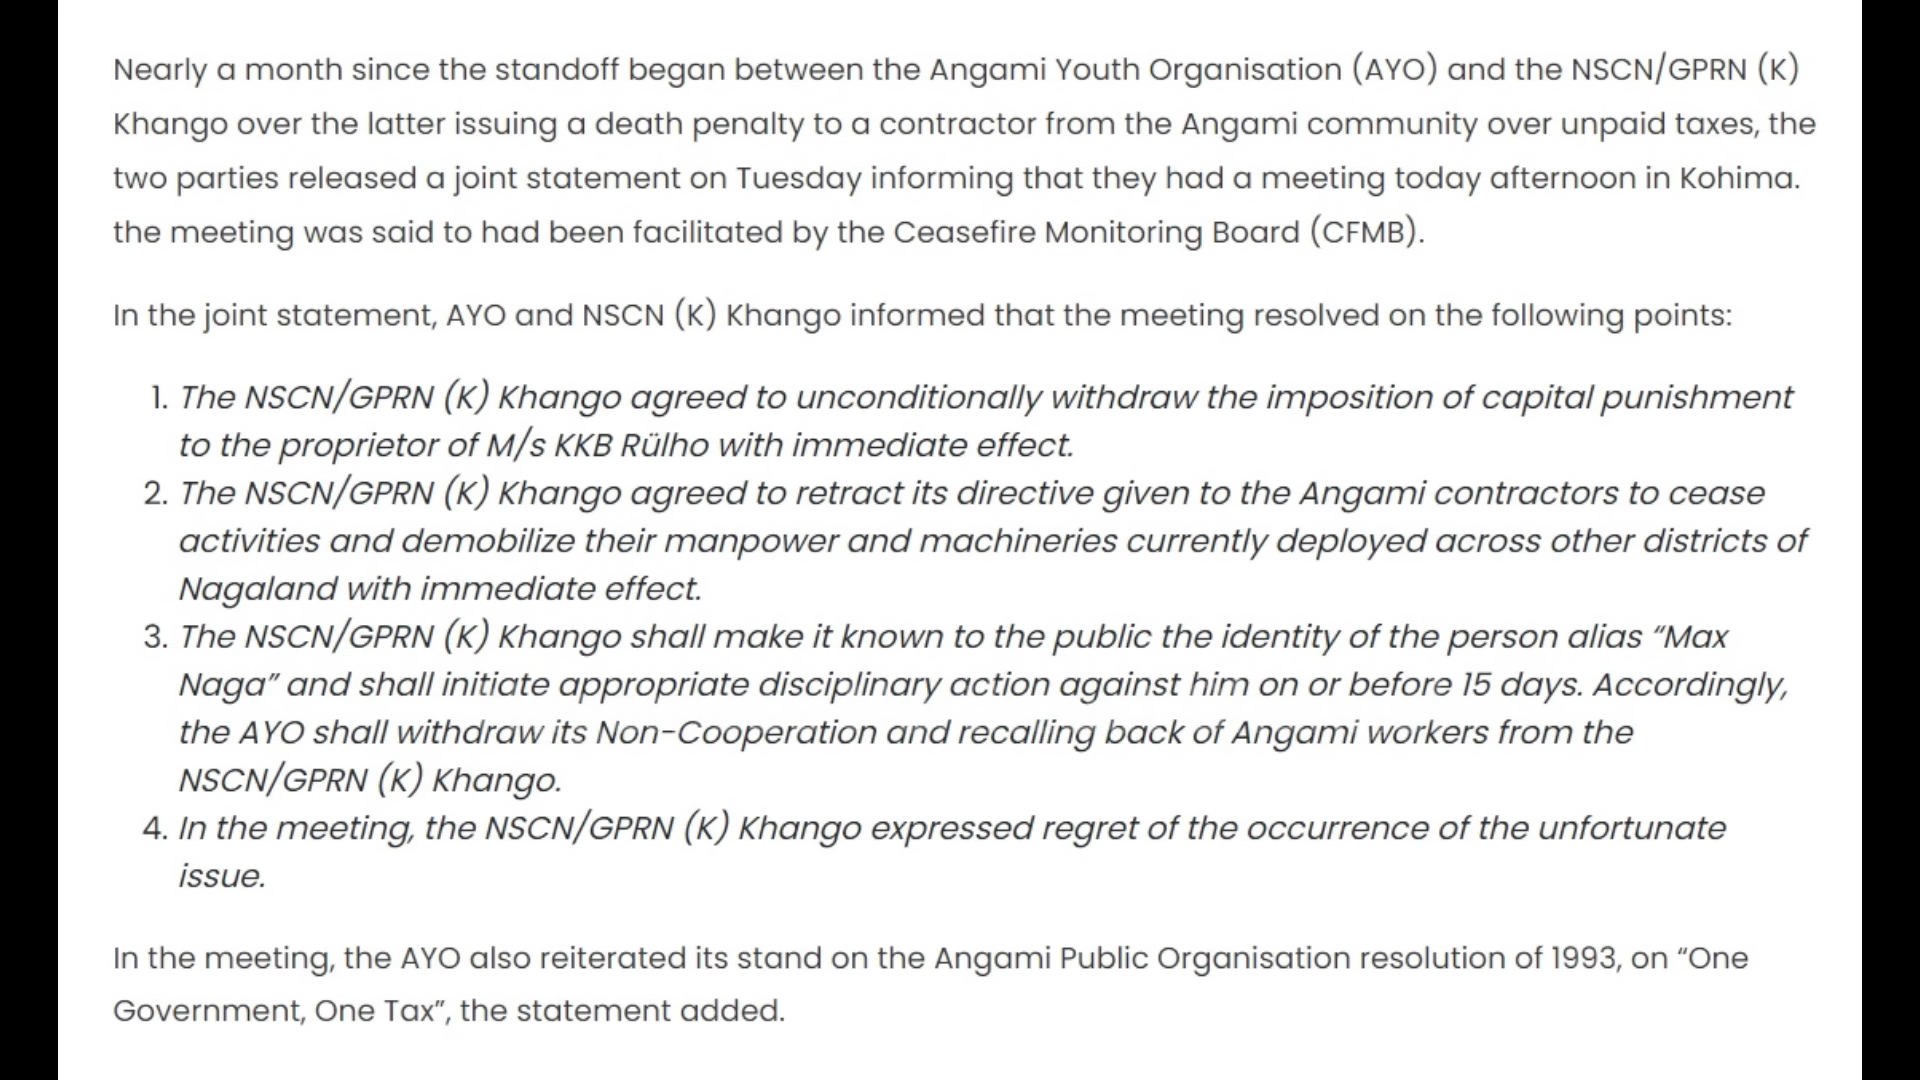 Nearly a month since the standoff began between the Angami Youth Organisation (AYO) and the NSCN/GPRN (K)
Khango over the latter issuing a death penalty to a contractor from the Angami community over unpaid taxes, the
two parties released a joint statement on Tuesday informing that they had a meeting today afternoon in Kohima.
the meeting was said to had been facilitated by the Ceasefire Monitoring Board (CFMB).
In the joint statement, AYO and NSCN (K) Khango informed that the meeting resolved on the following points:
1. The NSCN/GPRN (K) Khango agreed to unconditionally withdraw the imposition of capital punishment
to the proprietor of M/s KKB Rülho with immediate effect.
2. The NSCN/GPRN (K) Khango agreed to retract its directive given to the Angami contractors to cease
activities and demobilize their manpower and machineries currently deployed across other districts of
Nagaland with immediate effect.
3. The NSCN/GPRN (K) Khango shall make it known to the public the identity of the person alias “Max
Naga” and shall initiate appropriate disciplinary action against him on or before 15 days. Accordingly,
the AYO shall withdraw its Non-Cooperation and recalling back of Angami workers from the
NSCN/GPRN (K) Khango.
4. In the meeting, the NSCN/GPRN (K) Khango expressed regret of the occurrence of the unfortunate
issue.
In the meeting, the AYO also reiterated its stand on the Angami Public Organisation resolution of 1993, on “One
Government, One Tax”, the statement added.